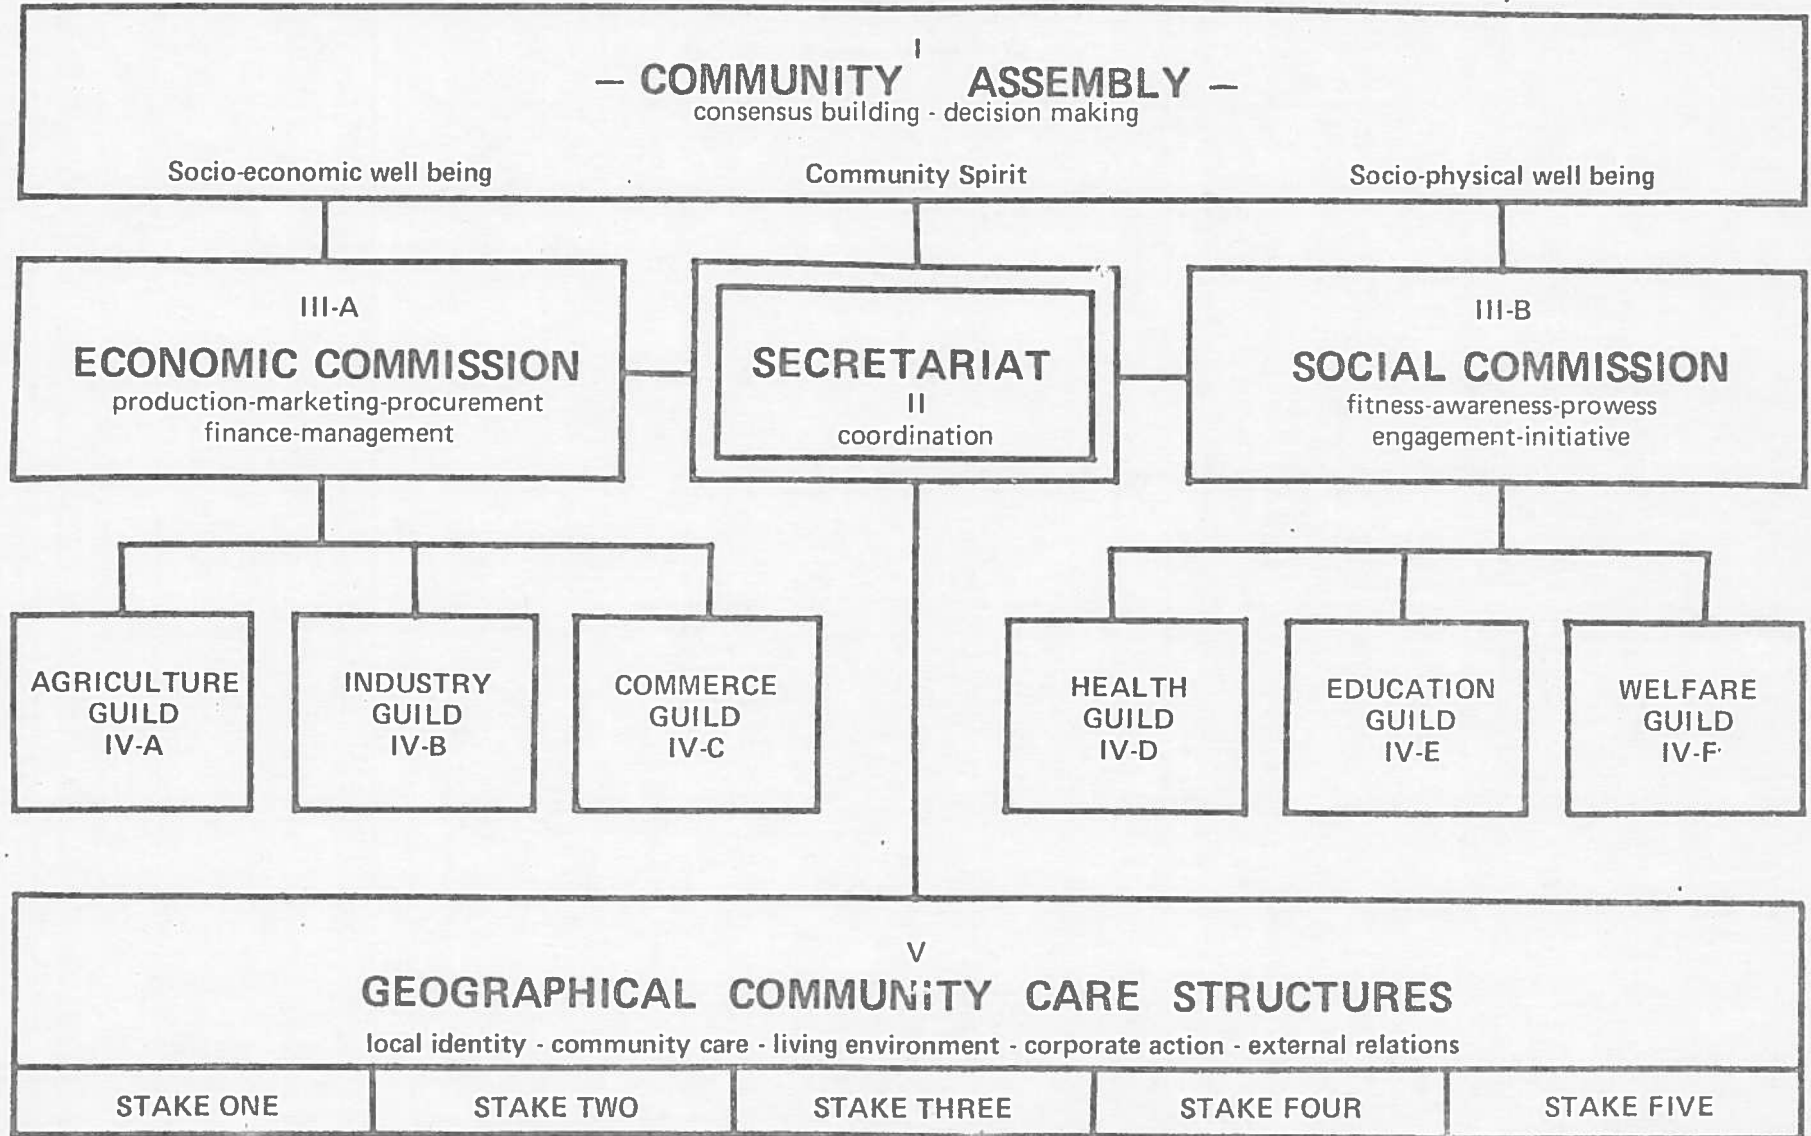 I
— COMMUNITY ASSEMBLY —
consensus building - decision making
Socio-economic well being
Community Spirit
Socio-physical well being
III-A
ECONOMIC COMMISSION
production-marketing-procurement
finance-management
SECRETARIAT
II
coordination
III-B
SOCIAL COMMISSION
fitness-awareness-prowess
engagement-initiative
AGRICULTURE
GUILD
IV-A
INDUSTRY
GUILD
IV-B
COMMERCE
GUILD
IV-C
HEALTH
GUILD
IV-D
EDUCATION
GUILD
IV-E
WELFARE
GUILD
IV-F
V
GEOGRAPHICAL COMMUNITY CARE STRUCTURES
local identity - community care - living environment - corporate action - external relations
STAKE ONE
STAKE TWO
STAKE THREE
STAKE FOUR
STAKE FIVE